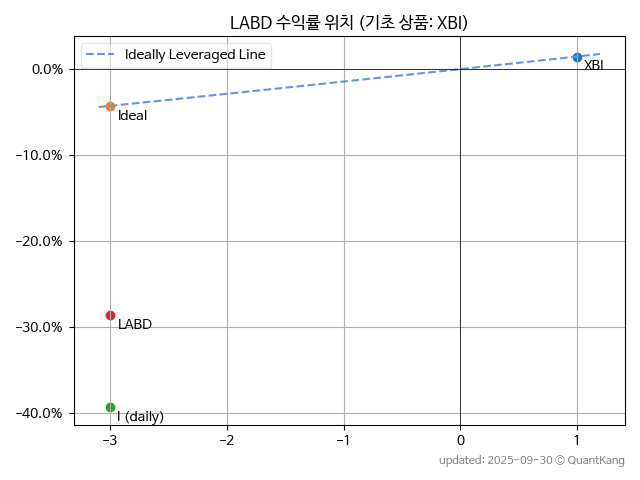 LABD 수익률 위치 (기초 상품: XBI)
Ideally Leveraged Line
0.0%
XBI
Ideal
-10.0%
-20.0%
LABD
-30.0%
I (daily)
-40.0%
-3 -2 -1 0 1
updated: 2025-09-30 © QuantKang